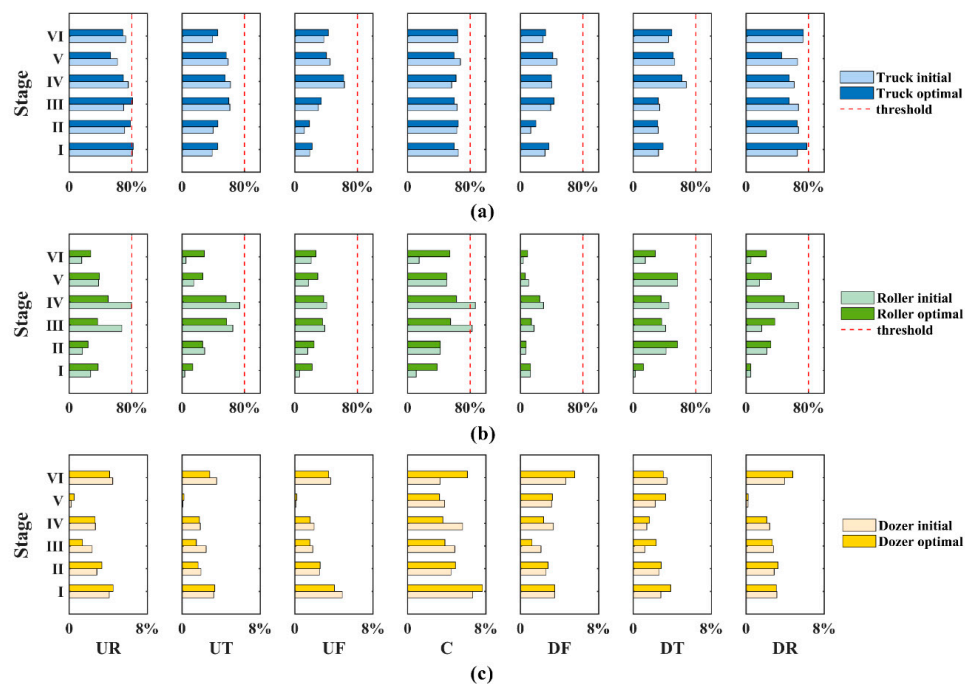 Stage
VI
V
IV
III
II
I
0 80% 0 80% 0 80% 0 80% 0 80% 0 80% 0 80%
Truck initial
Truck optimal
threshold
(a)
Stage
VI
V
IV
III
II
I
0 80% 0 80% 0 80% 0 80% 0 80% 0 80% 0 80%
Roller initial
Roller optimal
threshold
(b)
Stage
VI
V
IV
III
II
I
0 8% 0 8% 0 8% 0 8% 0 8% 0 8% 0 8%
UR UT UF C DF DT DR
Dozer initial
Dozer optimal
(c)